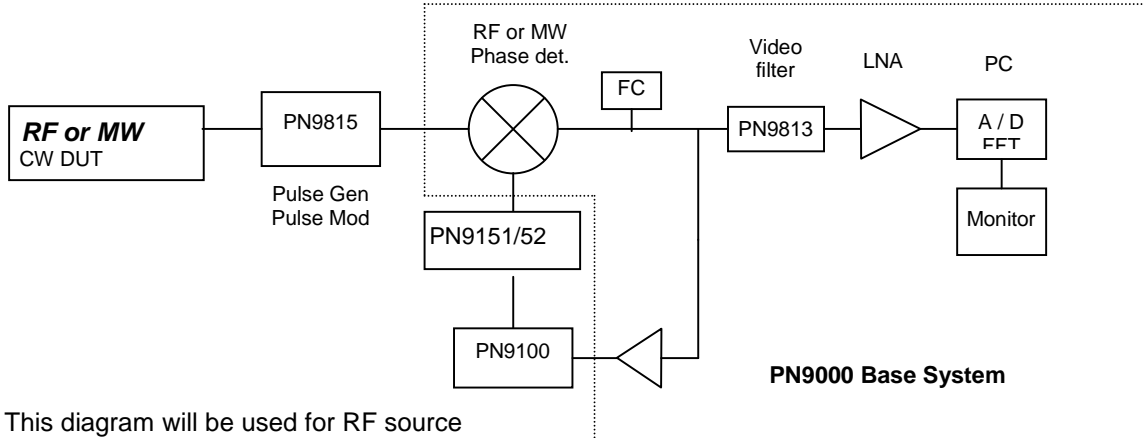 RF or MW
Phase det.
Video
filter
LNA
PC
FC
RF or MW
CW DUT
PN9815
PN9813
A / D
FFT
Pulse Gen
Pulse Mod
PN9151/52
Monitor
PN9100
PN9000 Base System
This diagram will be used for RF source